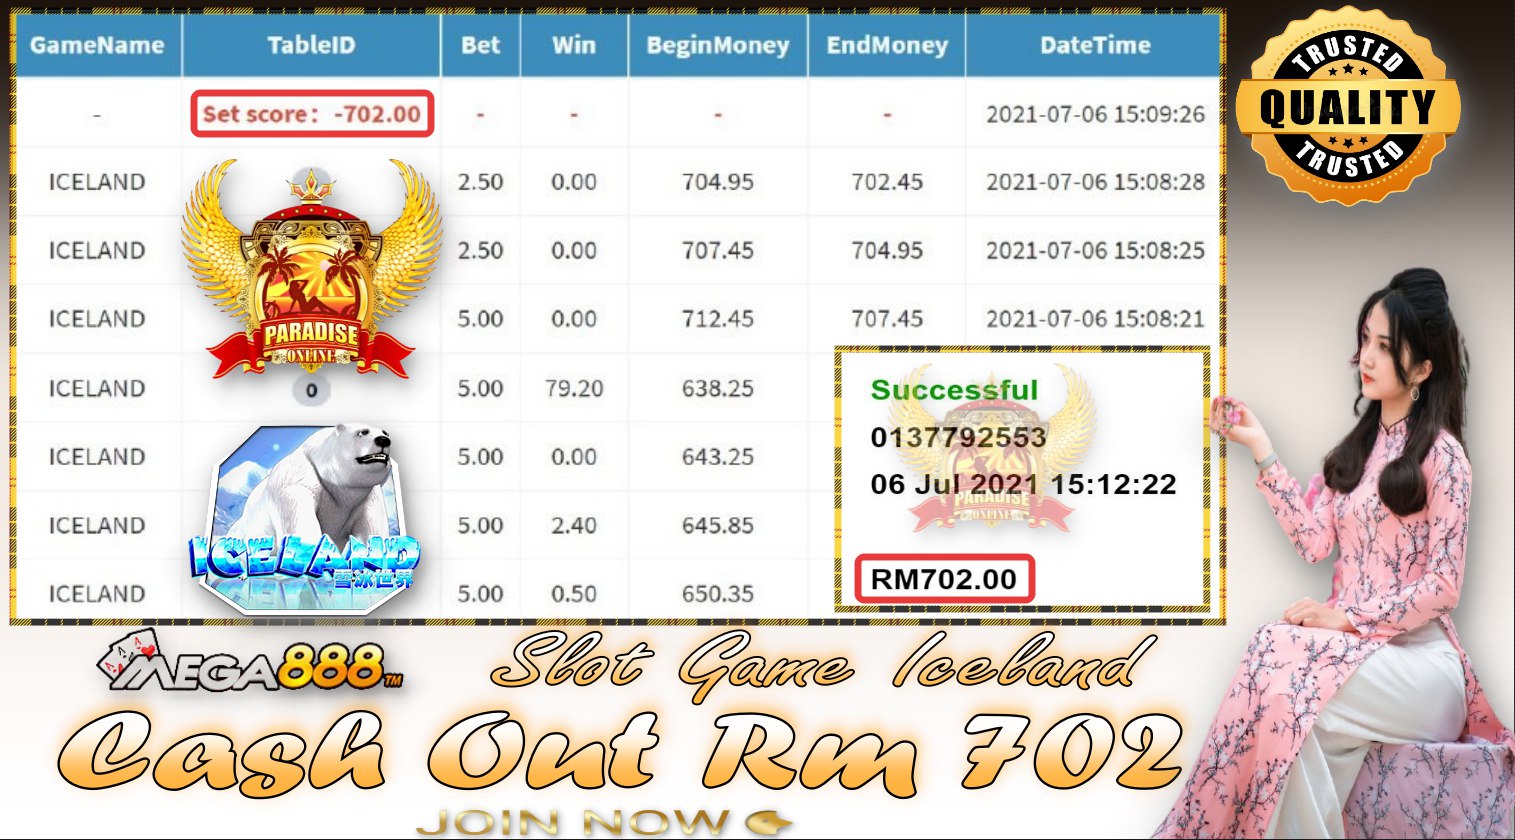 GameName TableID Bet Win BeginMoney EndMoney DateTime
- Set score: -702.00 - - - - 2021-07-06 15:09:26
ICELAND 2.50 0.00 704.95 702.45 2021-07-06 15:08:28
ICELAND 2.50 0.00 707.45 704.95 2021-07-06 15:08:25
ICELAND 5.00 0.00 712.45 707.45 2021-07-06 15:08:21
ICELAND 0 5.00 79.20 638.25
ICELAND 5.00 0.00 643.25
ICELAND 5.00 2.40 645.85
ICELAND 5.00 0.50 650.35
PARADISE
ONLINE
ICELAND
雪冰世界
Successful
0137792553
06 Jul 2021 15:12:22
PARADISE
ONLINE
RM702.00
TRUSTED
QUALITY
TRUSTED
MEGA888TM
Slot Game Iceland
Cash Out Rm 702
JOIN NOW